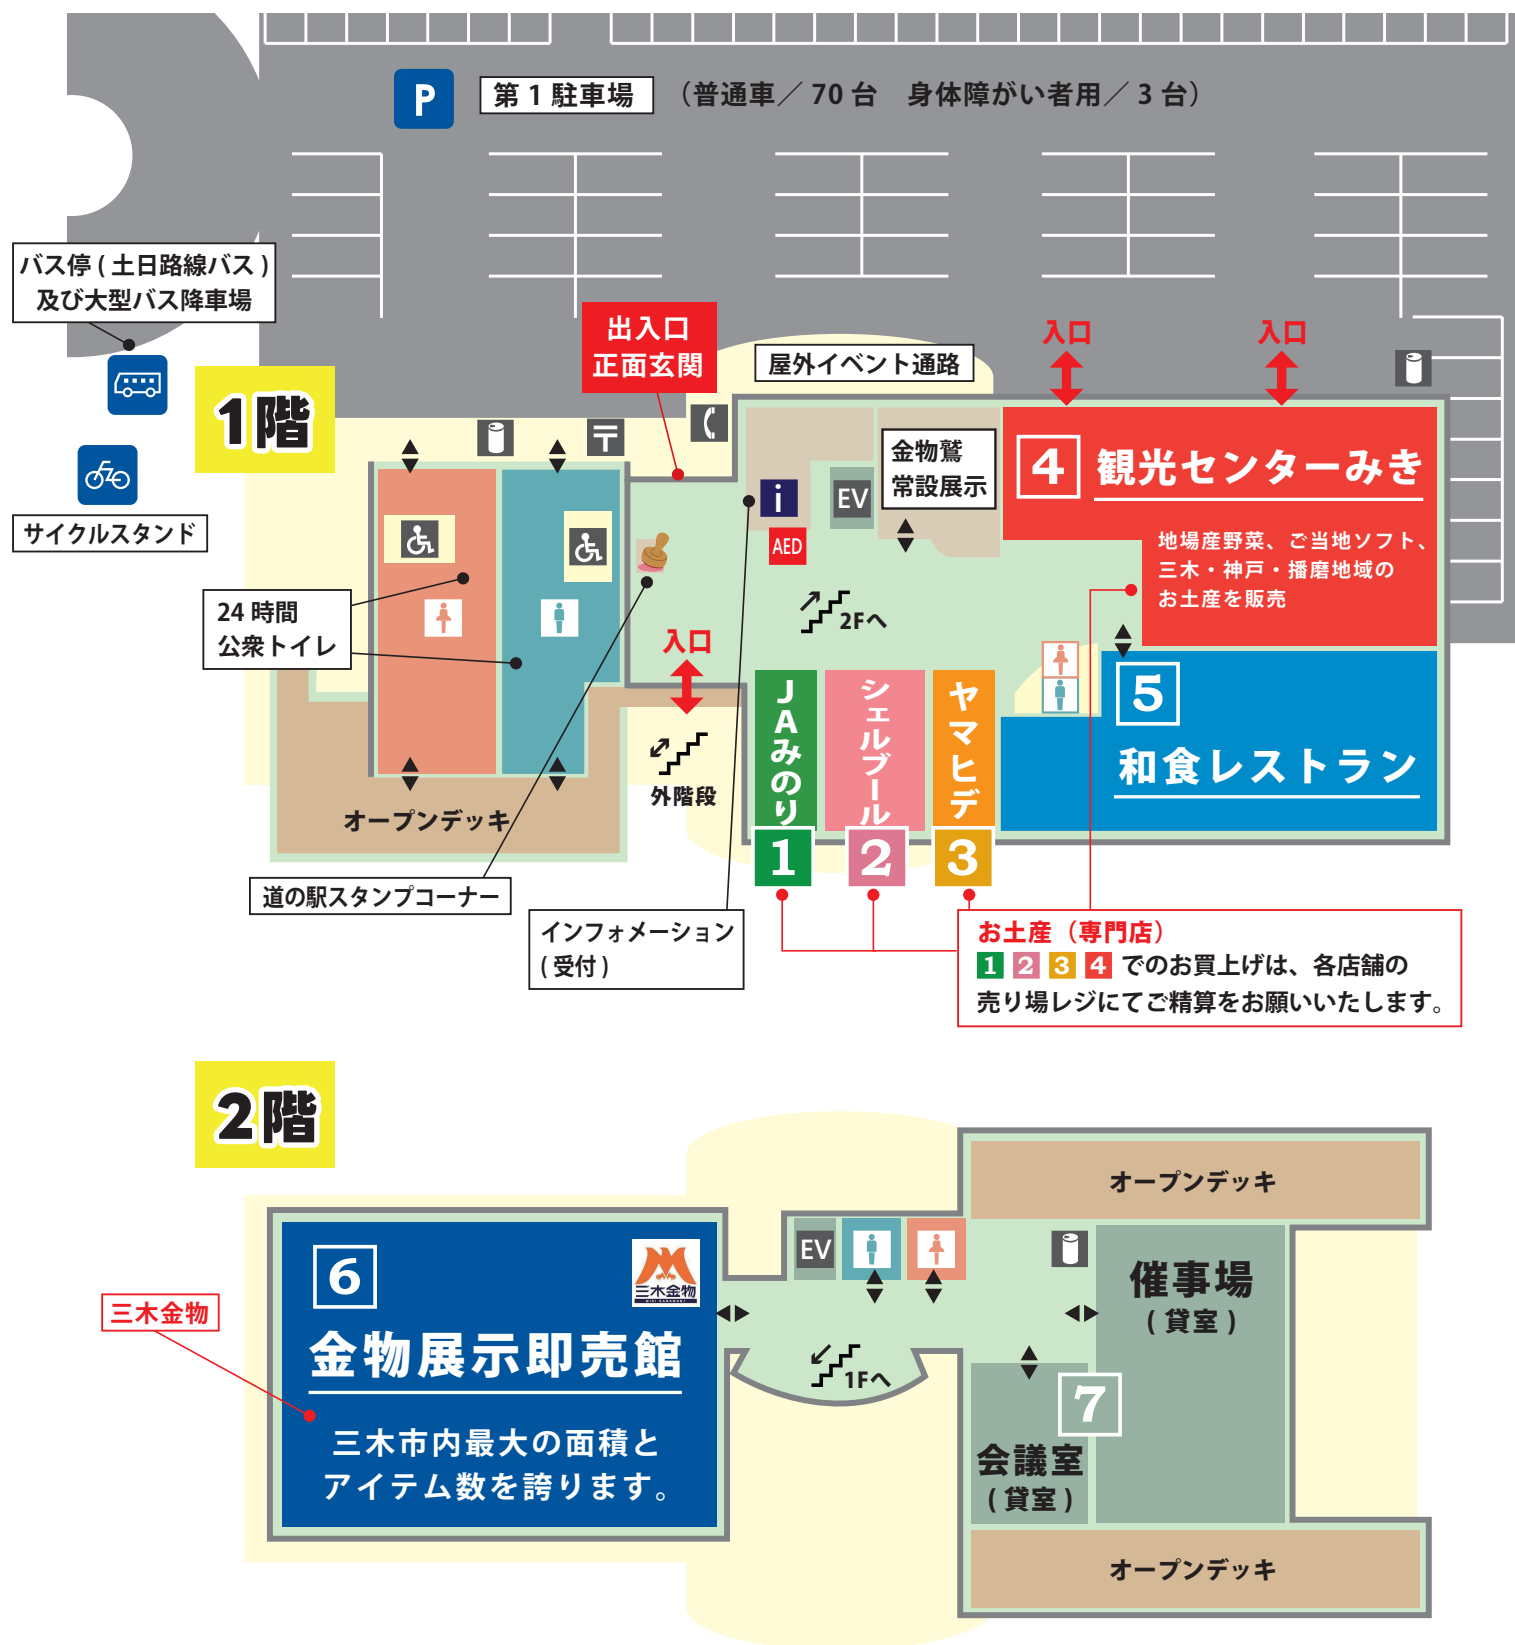 P
第1駐車場
（普通車／70台　身体障がい者用／3台）
バス停(土日路線バス)
及び大型バス降車場
サイクルスタンド
1階
出入口
正面玄関
屋外イベント通路
入口
入口
〒
金物鷲
常設展示
i
EV
AED
4
観光センターみき
地場産野菜、ご当地ソフト、
三木・神戸・播磨地域の
お土産を販売
24時間
公衆トイレ
入口
2Fへ
外階段
オープンデッキ
JAみのり
1
シェルブール
2
ヤマヒデ
3
5
和食レストラン
道の駅スタンプコーナー
インフォメーション
(受付)
お土産（専門店）
1 2 3 4 でのお買上げは、各店舗の
売り場レジにてご精算をお願いいたします。
2階
オープンデッキ
EV
6
三木金物
三木金物
MIKI KANAMONO
金物展示即売館
三木市内最大の面積と
アイテム数を誇ります。
1Fへ
催事場
(貸室)
7
会議室
(貸室)
オープンデッキ